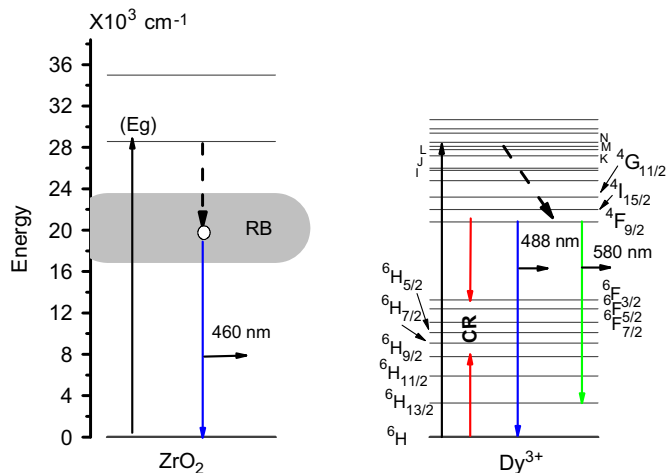 X10³ cm⁻¹
Energy
36
32
28
24
20
16
12
8
4
0
(Eg)
RB
460 nm
ZrO₂
N
L
M
J
K
I
⁴G₁₁/₂
⁴I₁₅/₂
⁴F₉/₂
488 nm
580 nm
⁶H₅/₂
⁶H₇/₂
⁶F₃/₂
⁶F₅/₂
⁶F₇/₂
CR
⁶H₉/₂
⁶H₁₁/₂
⁶H₁₃/₂
⁶H
Dy³⁺